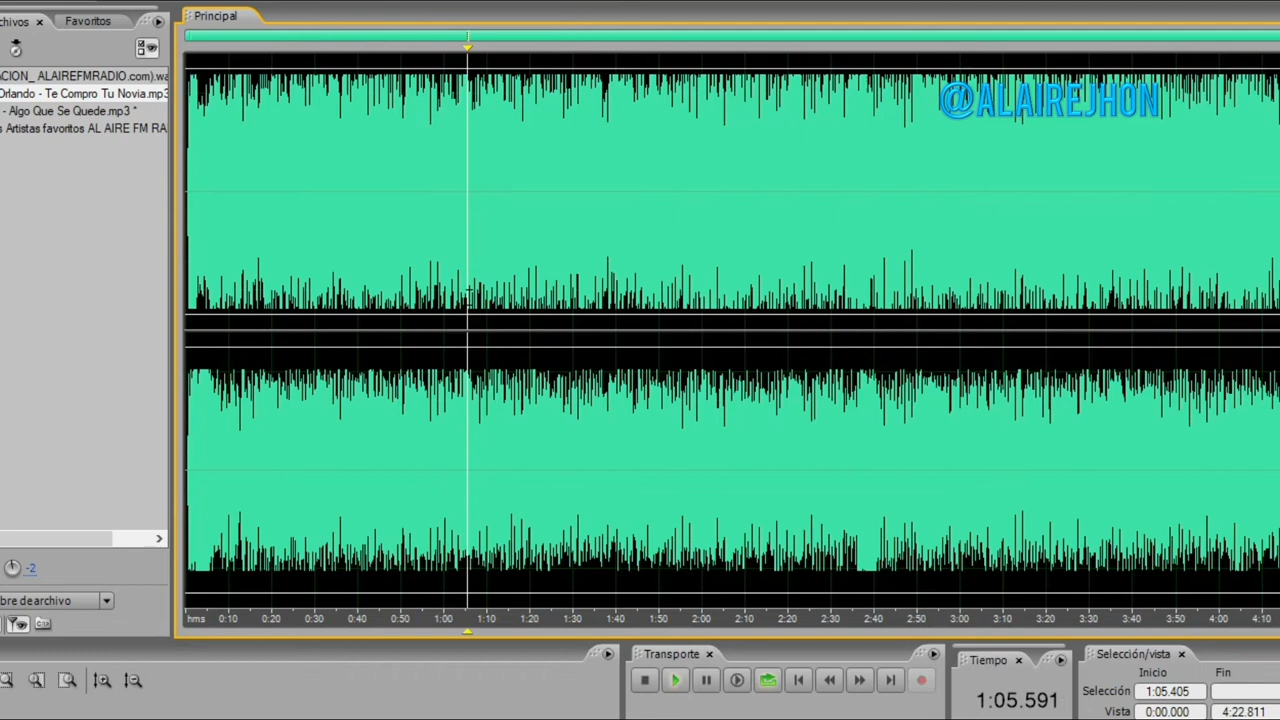 chivos × Favoritos
Principal
CION_ ALAIREFMRADIO.com).wa
Orlando - Te Compro Tu Novia.mp3
- Algo Que Se Quede.mp3 *
s Artistas favoritos AL AIRE FM RA
@ALAIREJHON
-2
bre de archivo
hms 0:10 0:20 0:30 0:40 0:50 1:00 1:10 1:20 1:30 1:40 1:50 2:00 2:10 2:20 2:30 2:40 2:50 3:00 3:10 3:20 3:30 3:40 3:50 4:00 4:10
Transporte ×
Tiempo ×
1:05.591
Selección/vista ×
Inicio Fin
Selección 1:05.405
Vista 0:00.000 4:22.811